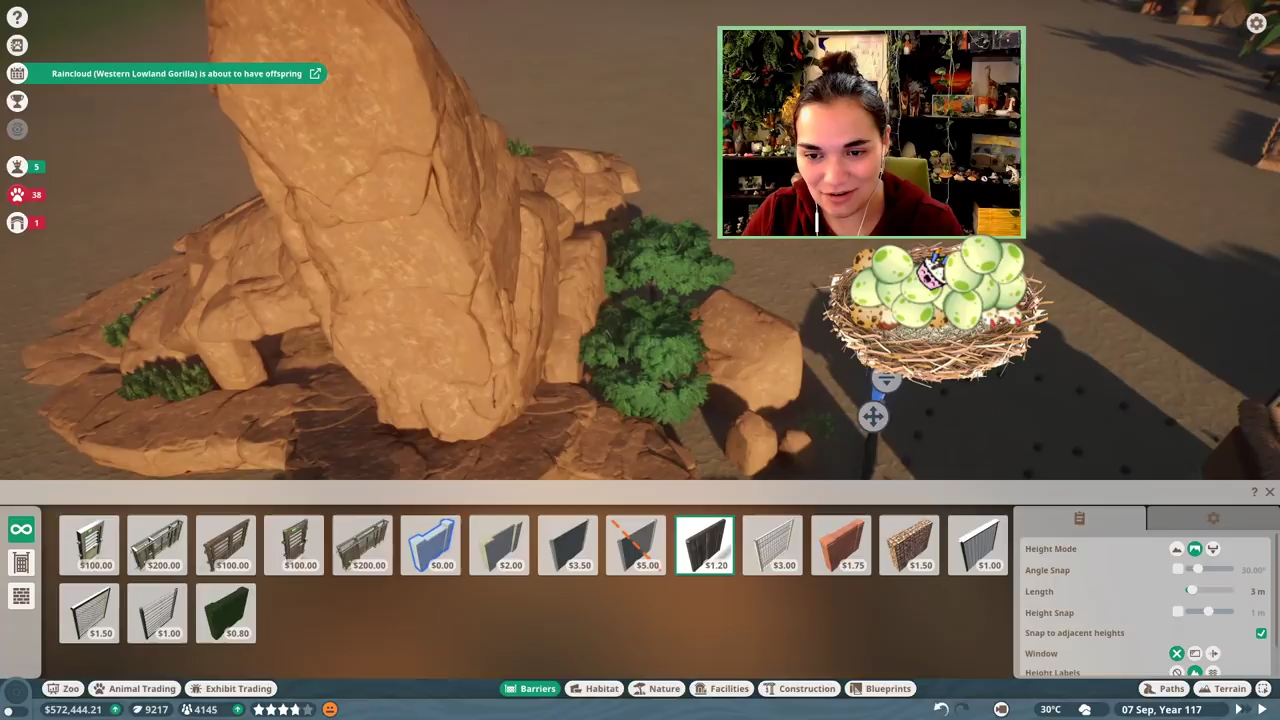 ?
Raincloud (Western Lowland Gorilla) is about to have offspring
5
38
1
? ×
$100.00 $200.00 $100.00 $100.00 $200.00 $0.00 $2.00 $3.50 $5.00 $1.20 $3.00 $1.75 $1.50 $1.00
$1.50 $1.00 $0.80
Height Mode
Angle Snap 30.00°
Length 3 m
Height Snap 1 m
Snap to adjacent heights
Window
Height Labels
Zoo Animal Trading Exhibit Trading Barriers Habitat Nature Facilities Construction Blueprints Paths Terrain
$572,444.21 9217 4145 30°C 07 Sep, Year 117